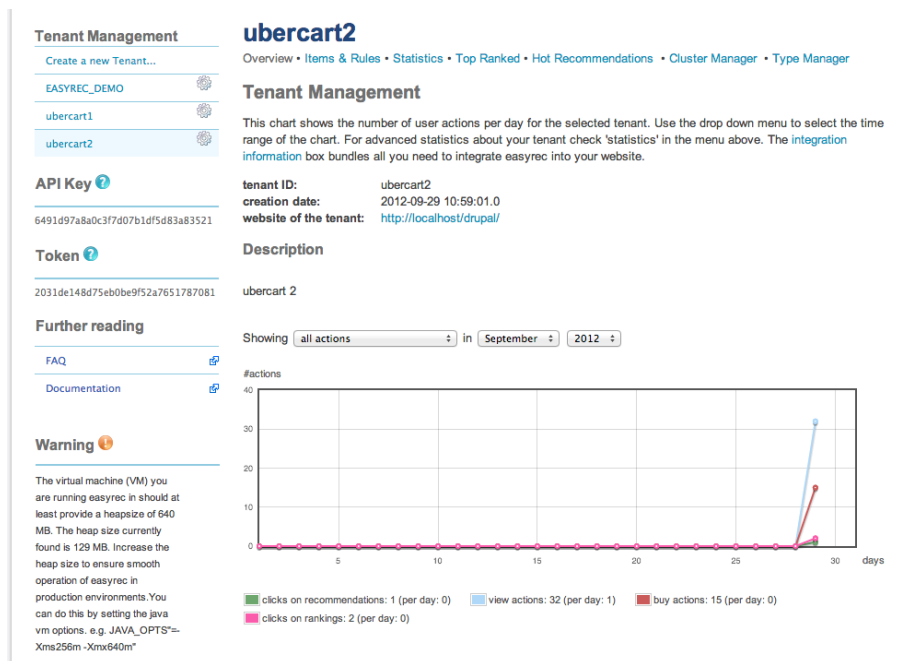 Tenant Management
Create a new Tenant...
EASYREC_DEMO
ubercart1
ubercart2
API Key ?
6491d97a8a0c3f7d07b1df5d83a83521
Token ?
2031de148d75eb0be9f52a7651787081
Further reading
FAQ
Documentation
Warning !
The virtual machine (VM) you
are running easyrec in should at
least provide a heapsize of 640
MB. The heap size currently
found is 129 MB. Increase the
heap size to ensure smooth
operation of easyrec in
production environments.You
can do this by setting the java
vm options. e.g. JAVA_OPTS"=-
Xms256m -Xmx640m"
ubercart2
Overview • Items & Rules • Statistics • Top Ranked • Hot Recommendations • Cluster Manager • Type Manager
Tenant Management
This chart shows the number of user actions per day for the selected tenant. Use the drop down menu to select the time
range of the chart. For advanced statistics about your tenant check 'statistics' in the menu above. The integration
information box bundles all you need to integrate easyrec into your website.
tenant ID: ubercart2
creation date: 2012-09-29 10:59:01.0
website of the tenant: http://localhost/drupal/
Description
ubercart 2
Showing all actions in September 2012
#actions
40
30
20
10
0
5 10 15 20 25 30 days
clicks on recommendations: 1 (per day: 0) view actions: 32 (per day: 1) buy actions: 15 (per day: 0)
clicks on rankings: 2 (per day: 0)